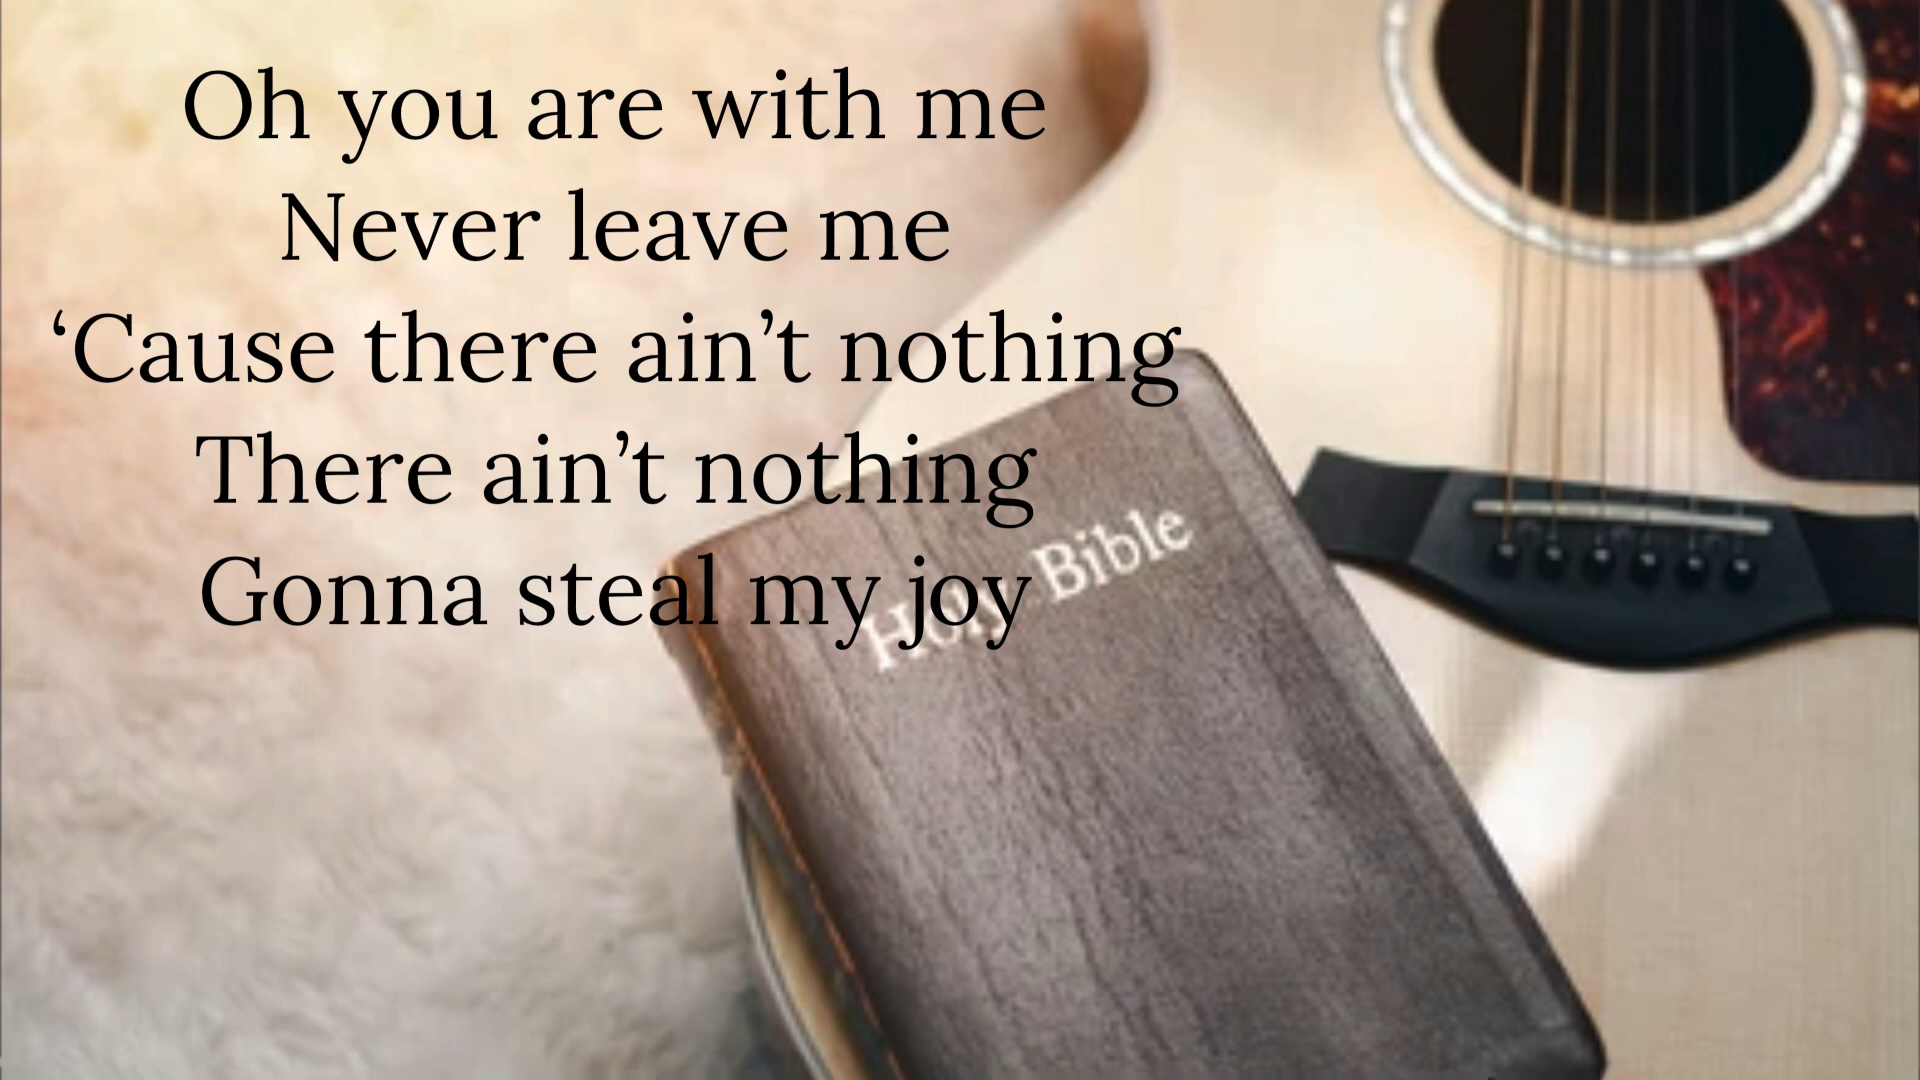 Oh you are with me
Never leave me
‘Cause there ain’t nothing
There ain’t nothing
Gonna steal my joy
Holy Bible